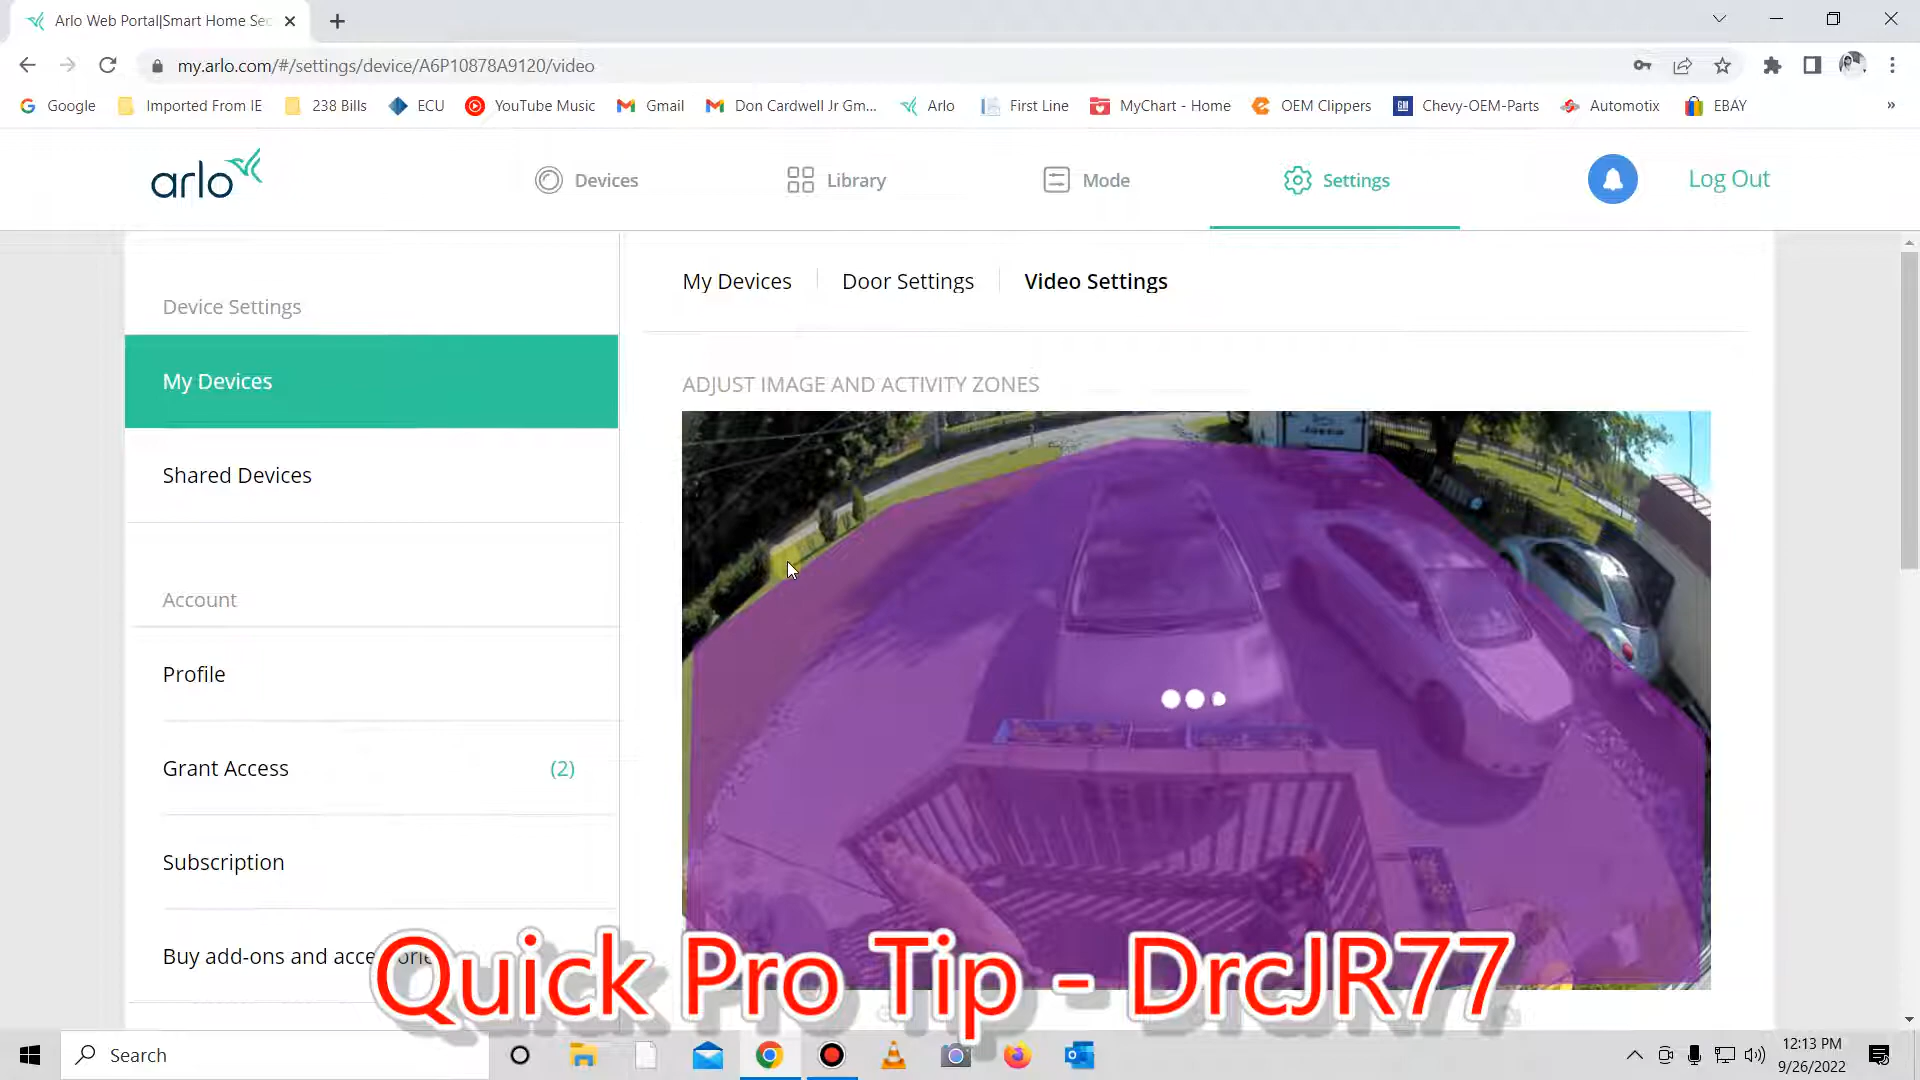 Arlo Web Portal|Smart Home Sec
my.arlo.com/#/settings/device/A6P10878A9120/video
Google Imported From IE 238 Bills ECU YouTube Music Gmail Don Cardwell Jr Gm... Arlo First Line MyChart - Home OEM Clippers GM Chevy-OEM-Parts Automotix EBAY »
arlo Devices Library Mode Settings Log Out
My Devices Door Settings Video Settings
Device Settings
My Devices
ADJUST IMAGE AND ACTIVITY ZONES
Shared Devices
Account
Profile
Grant Access (2)
Subscription
Buy add-ons and accessories
Quick Pro Tip - DrcJR77
Search
12:13 PM
9/26/2022